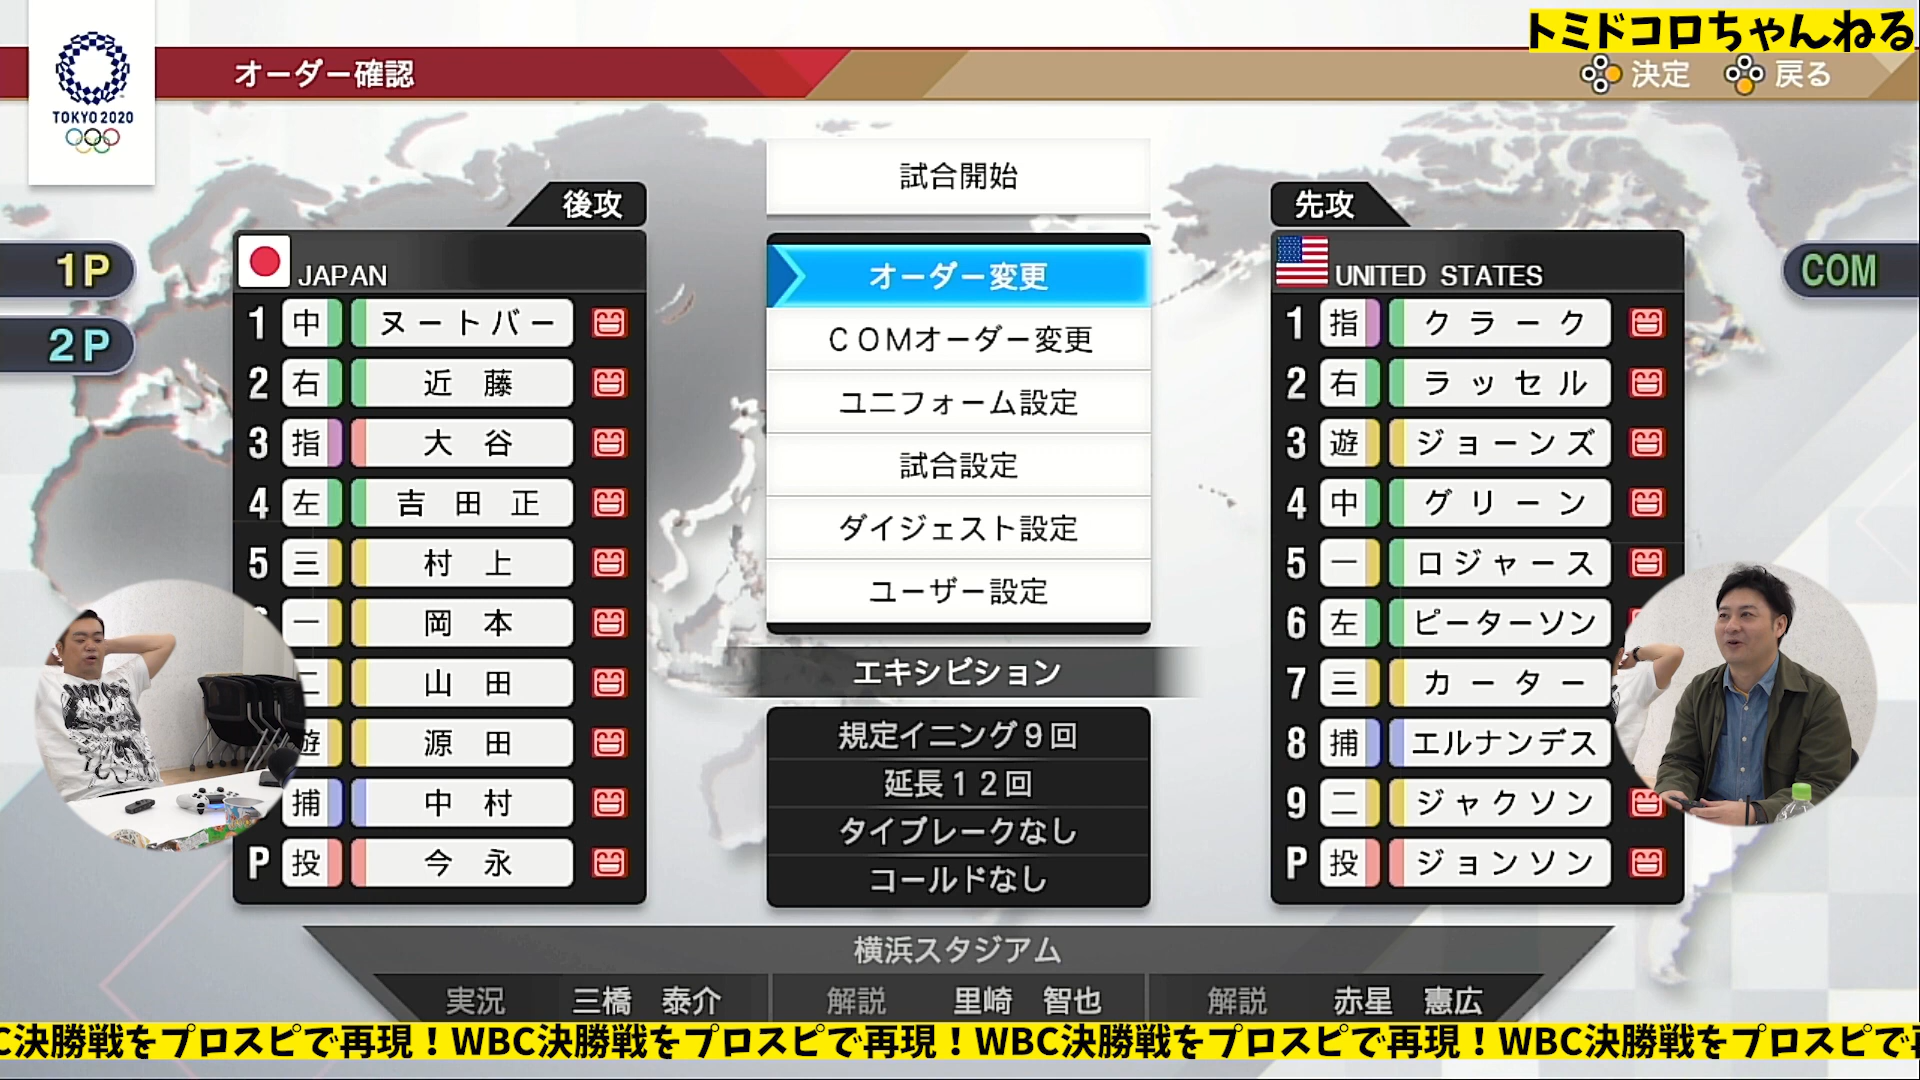 トミドコロちゃんねる
オーダー確認
決定 戻る
TOKYO 2020
試合開始
後攻
先攻
1P
2P
COM
JAPAN
1 中 ヌートバー
2 右 近藤
3 指 大谷
4 左 吉田正
5 三 村上
一 岡本
二 山田
遊 源田
捕 中村
P 投 今永
オーダー変更
COMオーダー変更
ユニフォーム設定
試合設定
ダイジェスト設定
ユーザー設定
エキシビション
規定イニング9回
延長12回
タイブレークなし
コールドなし
UNITED STATES
1 指 クラーク
2 右 ラッセル
3 遊 ジョーンズ
4 中 グリーン
5 一 ロジャース
6 左 ピーターソン
7 三 カーター
8 捕 エルナンデス
9 二 ジャクソン
P 投 ジョンソン
横浜スタジアム
実況 三橋 泰介 解説 里崎 智也 解説 赤星 憲広
C決勝戦をプロスピで再現！WBC決勝戦をプロスピで再現！WBC決勝戦をプロスピで再現！WBC決勝戦をプロスピで